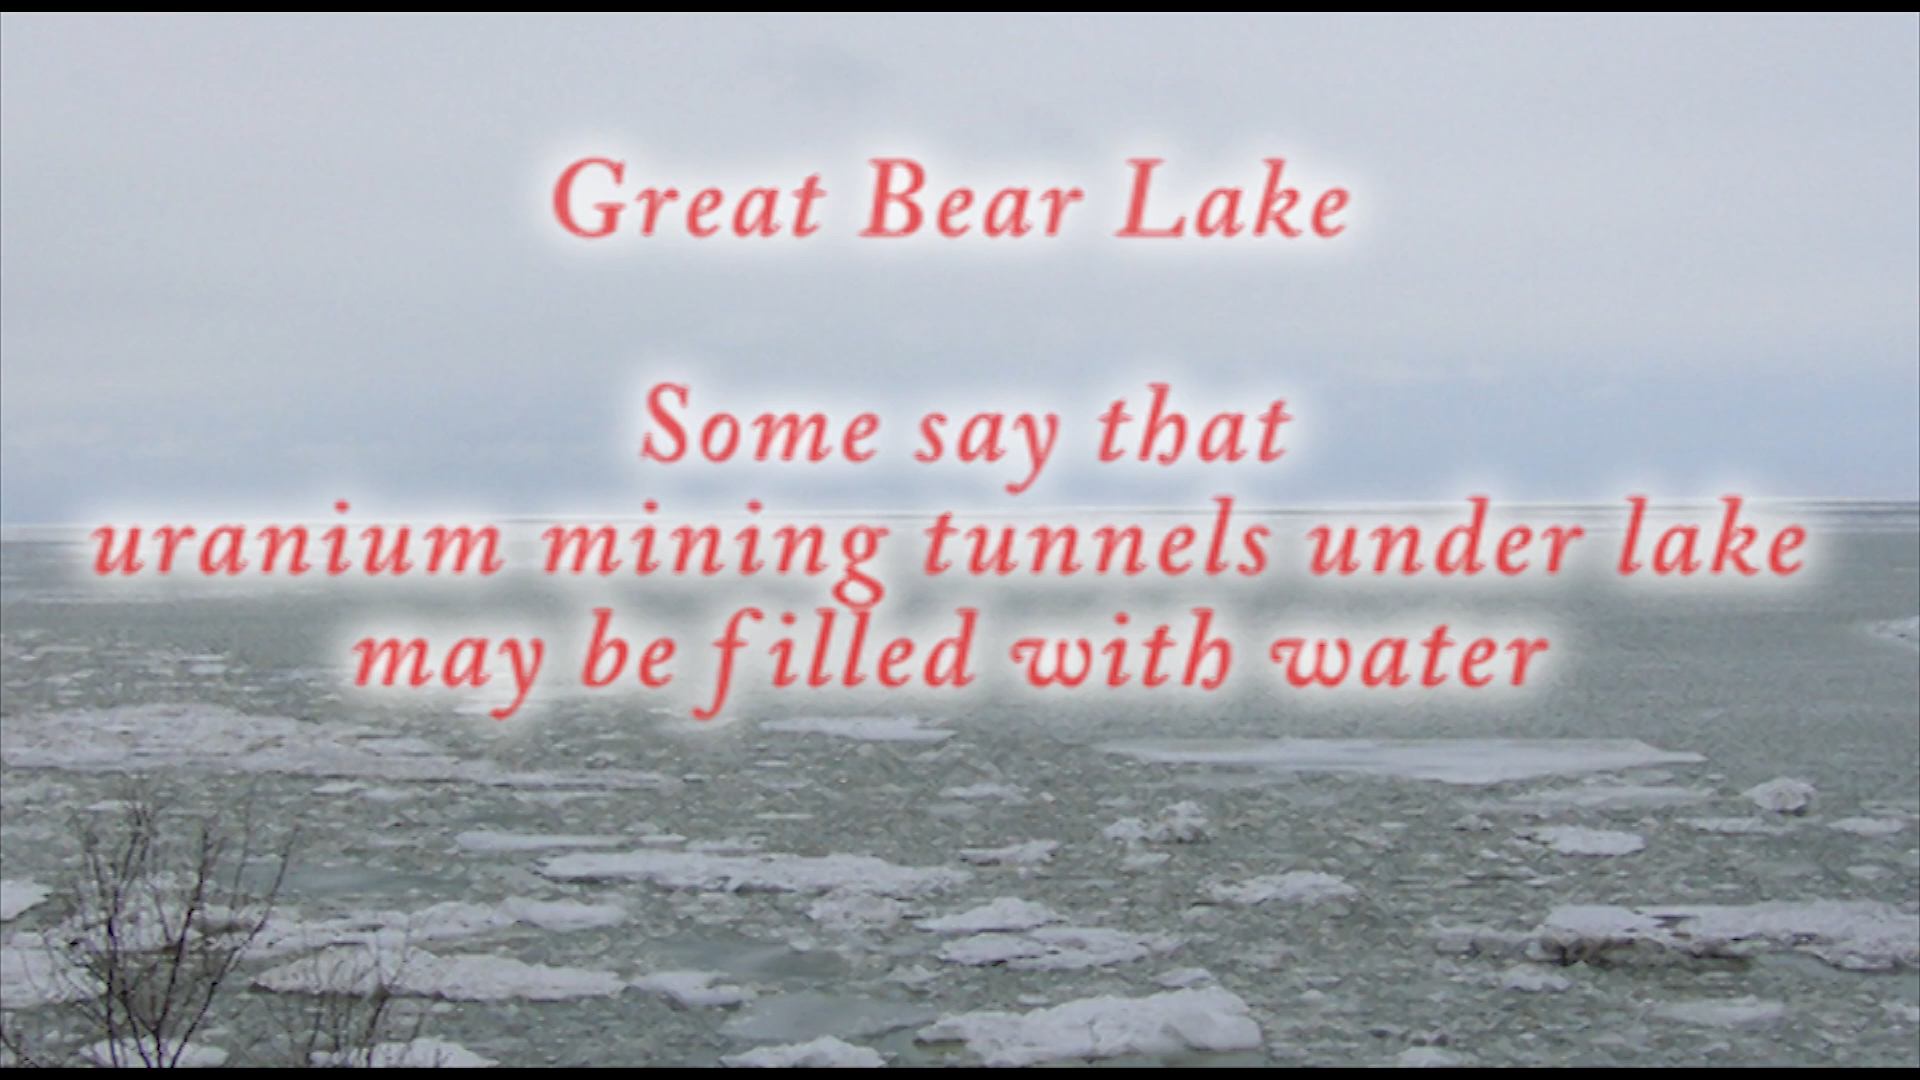 Great Bear Lake
Some say that
uranium mining tunnels under lake
may be filled with water